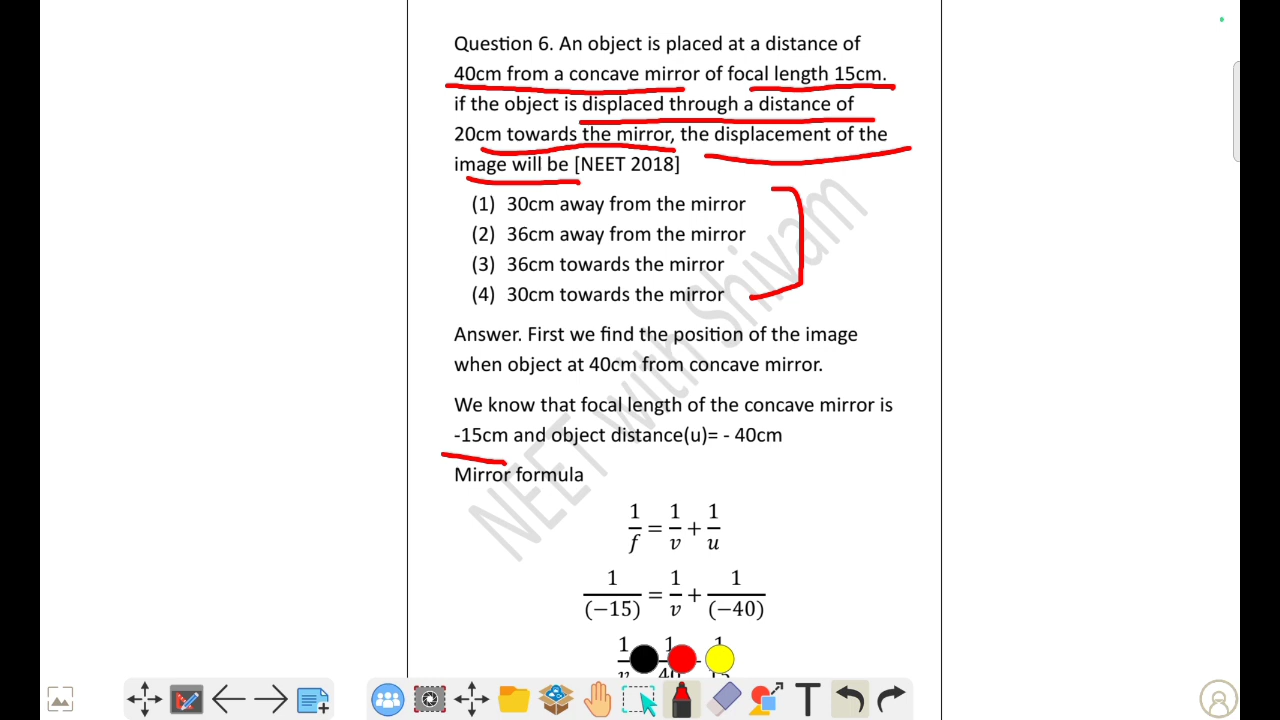 Question 6. An object is placed at a distance of
40cm from a concave mirror of focal length 15cm.
if the object is displaced through a distance of
20cm towards the mirror, the displacement of the
image will be [NEET 2018]
(1) 30cm away from the mirror
(2) 36cm away from the mirror
(3) 36cm towards the mirror
(4) 30cm towards the mirror
Answer. First we find the position of the image
when object at 40cm from concave mirror.
We know that focal length of the concave mirror is
-15cm and object distance(u)= - 40cm
Mirror formula
1/f = 1/v + 1/u
1/(−15) = 1/v + 1/(−40)
NEET with Shivam
T